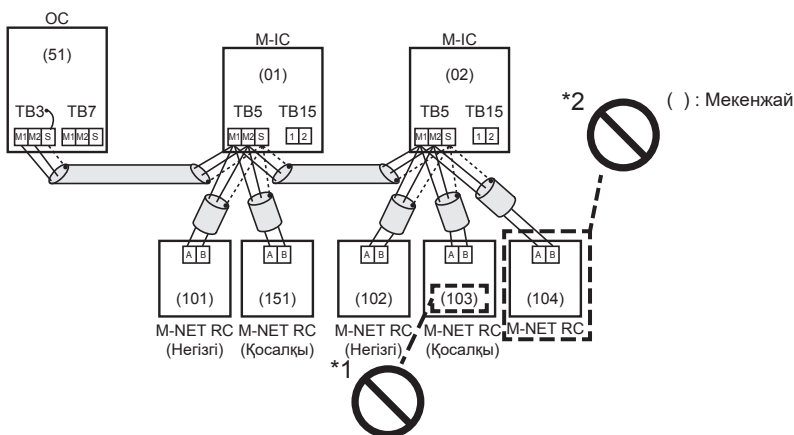 OC
M-IC
M-IC
(51)
(01)
(02)
*2
( ) : Мекенжай
TB3 TB7
TB5 TB15
TB5 TB15
M1 M2 S M1 M2 S
M1 M2 S 1 2
M1 M2 S 1 2
A B
A B
A B
A B
A B
(101)
(151)
(102)
(103)
(104)
M-NET RC
(Негізгі)
M-NET RC
(Қосалқы)
M-NET RC
(Негізгі)
M-NET RC
(Қосалқы)
M-NET RC
*1